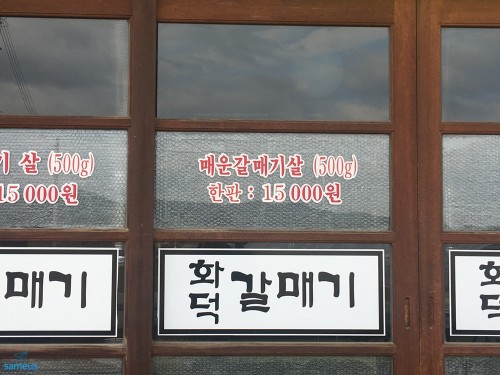 기 살 (500g)
15 000원
매운갈매기살 (500g)
한판 : 15 000원
매기
화덕 갈매기
화덕
sameus